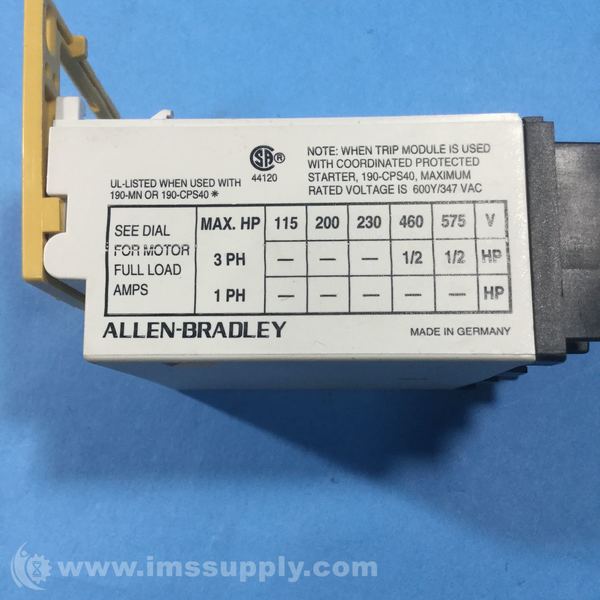 UL-LISTED WHEN USED WITH
190-MN OR 190-CPS40 *
SA ®
44120
NOTE: WHEN TRIP MODULE IS USED
WITH COORDINATED PROTECTED
STARTER, 190-CPS40, MAXIMUM
RATED VOLTAGE IS 600Y/347 VAC
SEE DIAL
FOR MOTOR
FULL LOAD
AMPS
MAX. HP 115 200 230 460 575 V
3 PH — — — 1/2 1/2 HP
1 PH — — — — — HP
ALLEN-BRADLEY
MADE IN GERMANY
www.imssupply.com